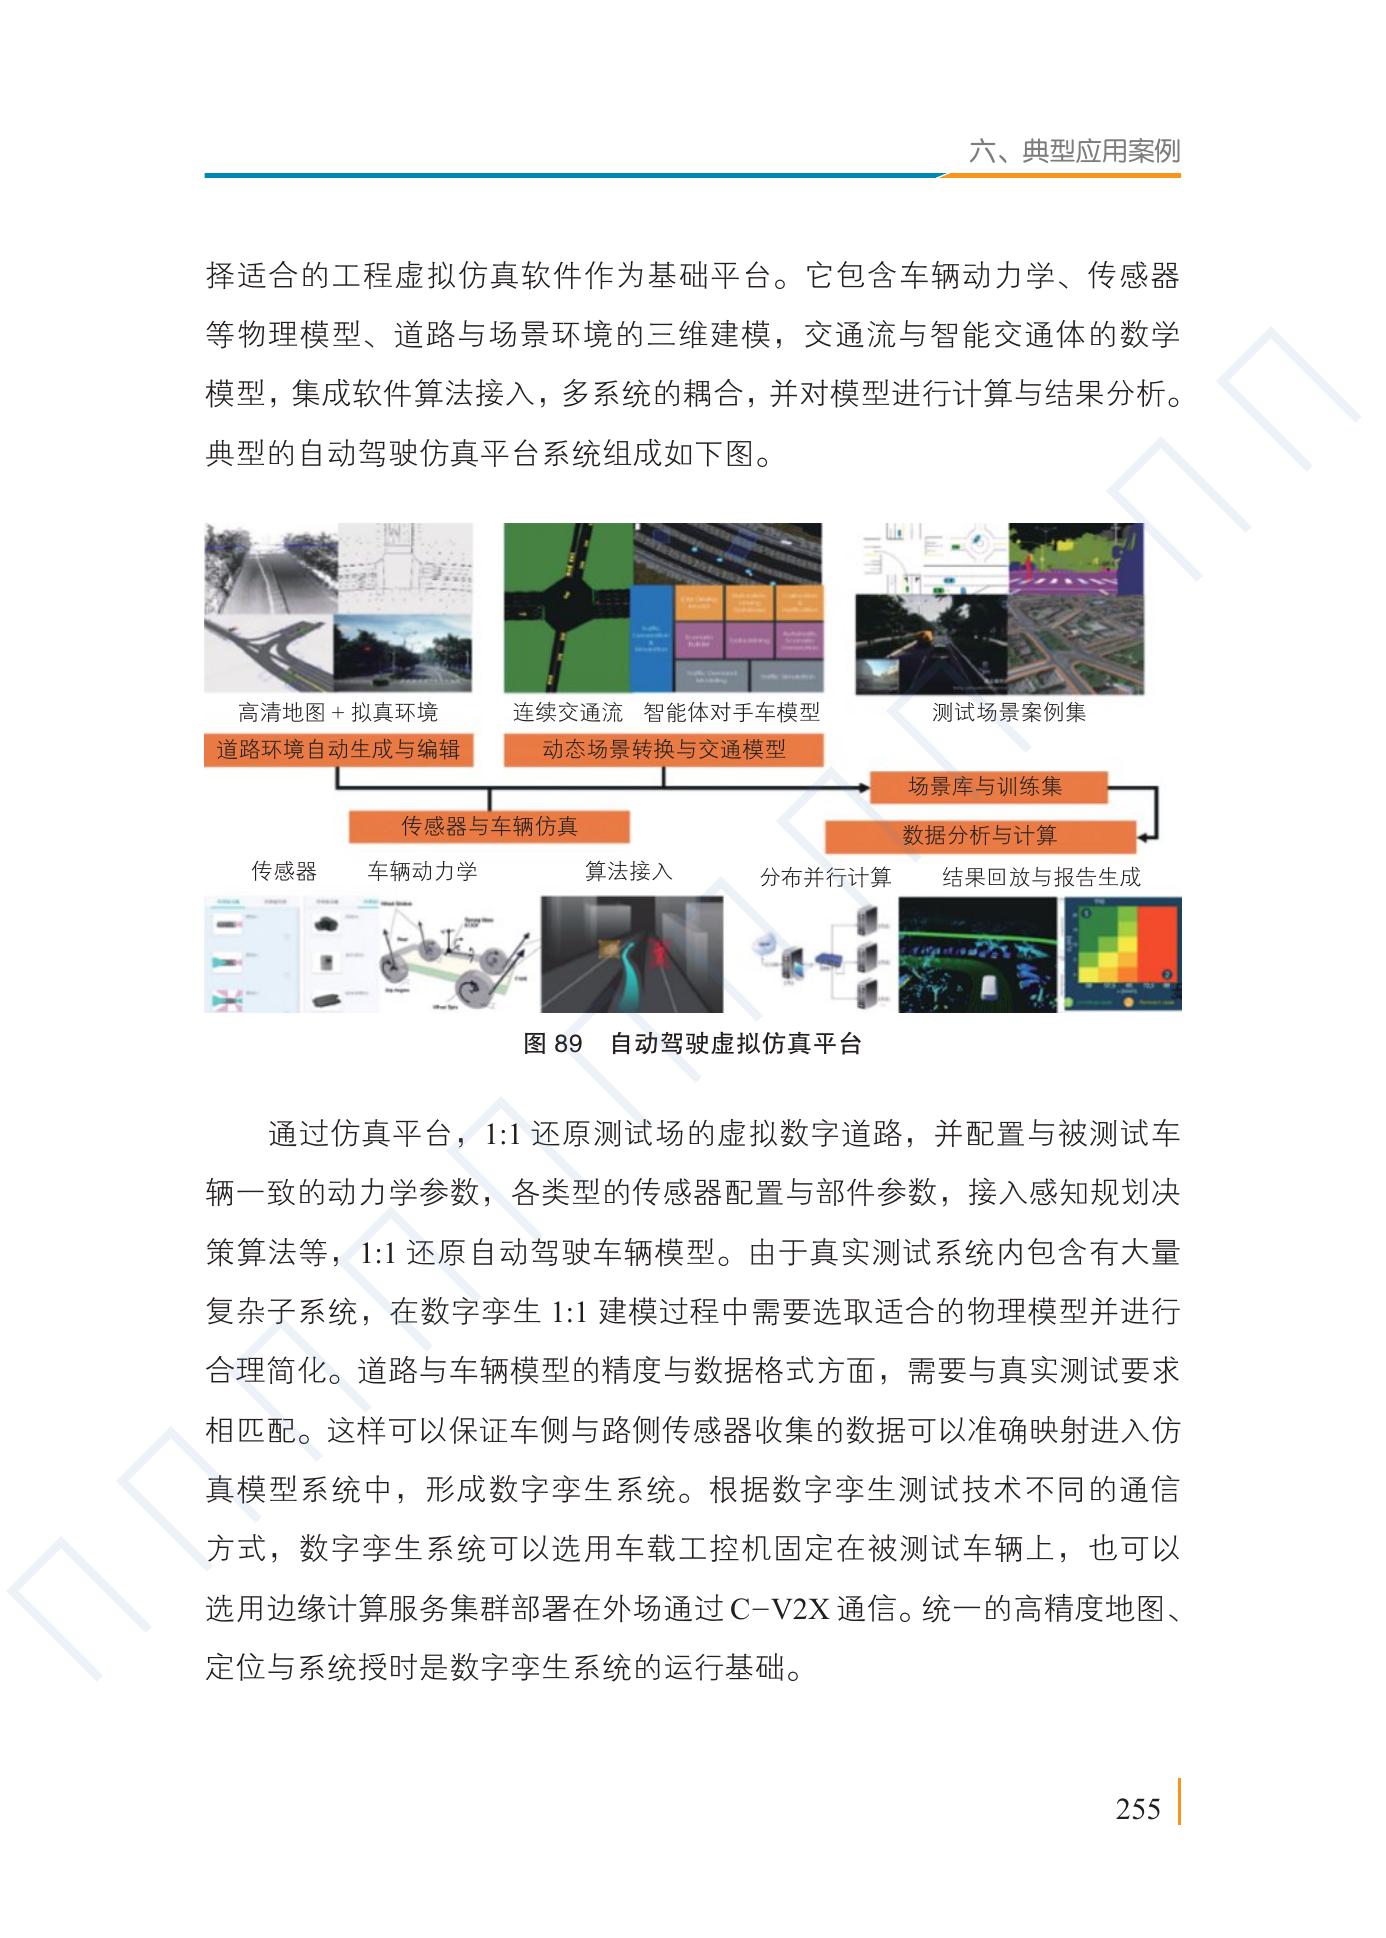 六、典型应用案例
择适合的工程虚拟仿真软件作为基础平台。它包含车辆动力学、传感器
等物理模型、道路与场景环境的三维建模，交通流与智能交通体的数学
模型，集成软件算法接入，多系统的耦合，并对模型进行计算与结果分析。
典型的自动驾驶仿真平台系统组成如下图。
高清地图 + 拟真环境
连续交通流 智能体对手车模型
测试场景案例集
道路环境自动生成与编辑
动态场景转换与交通模型
场景库与训练集
传感器与车辆仿真
数据分析与计算
传感器 车辆动力学 算法接入
分布并行计算 结果回放与报告生成
图 89 自动驾驶虚拟仿真平台
通过仿真平台，1:1 还原测试场的虚拟数字道路，并配置与被测试车
辆一致的动力学参数，各类型的传感器配置与部件参数，接入感知规划决
策算法等，1:1 还原自动驾驶车辆模型。由于真实测试系统内包含有大量
复杂子系统，在数字孪生 1:1 建模过程中需要选取适合的物理模型并进行
合理简化。道路与车辆模型的精度与数据格式方面，需要与真实测试要求
相匹配。这样可以保证车侧与路侧传感器收集的数据可以准确映射进入仿
真模型系统中，形成数字孪生系统。根据数字孪生测试技术不同的通信
方式，数字孪生系统可以选用车载工控机固定在被测试车辆上，也可以
选用边缘计算服务集群部署在外场通过 C-V2X 通信。统一的高精度地图、
定位与系统授时是数字孪生系统的运行基础。
255